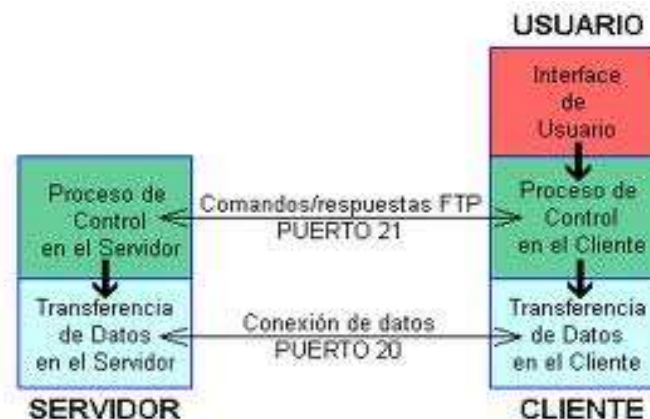 USUARIO
Interface
de
Usuario
Proceso de
Control
en el Servidor
Comandos/respuestas FTP
PUERTO 21
Proceso de
Control
en el Cliente
Transferencia
de Datos
en el Servidor
Conexión de datos
PUERTO 20
Transferencia
de Datos
en el Cliente
SERVIDOR
CLIENTE